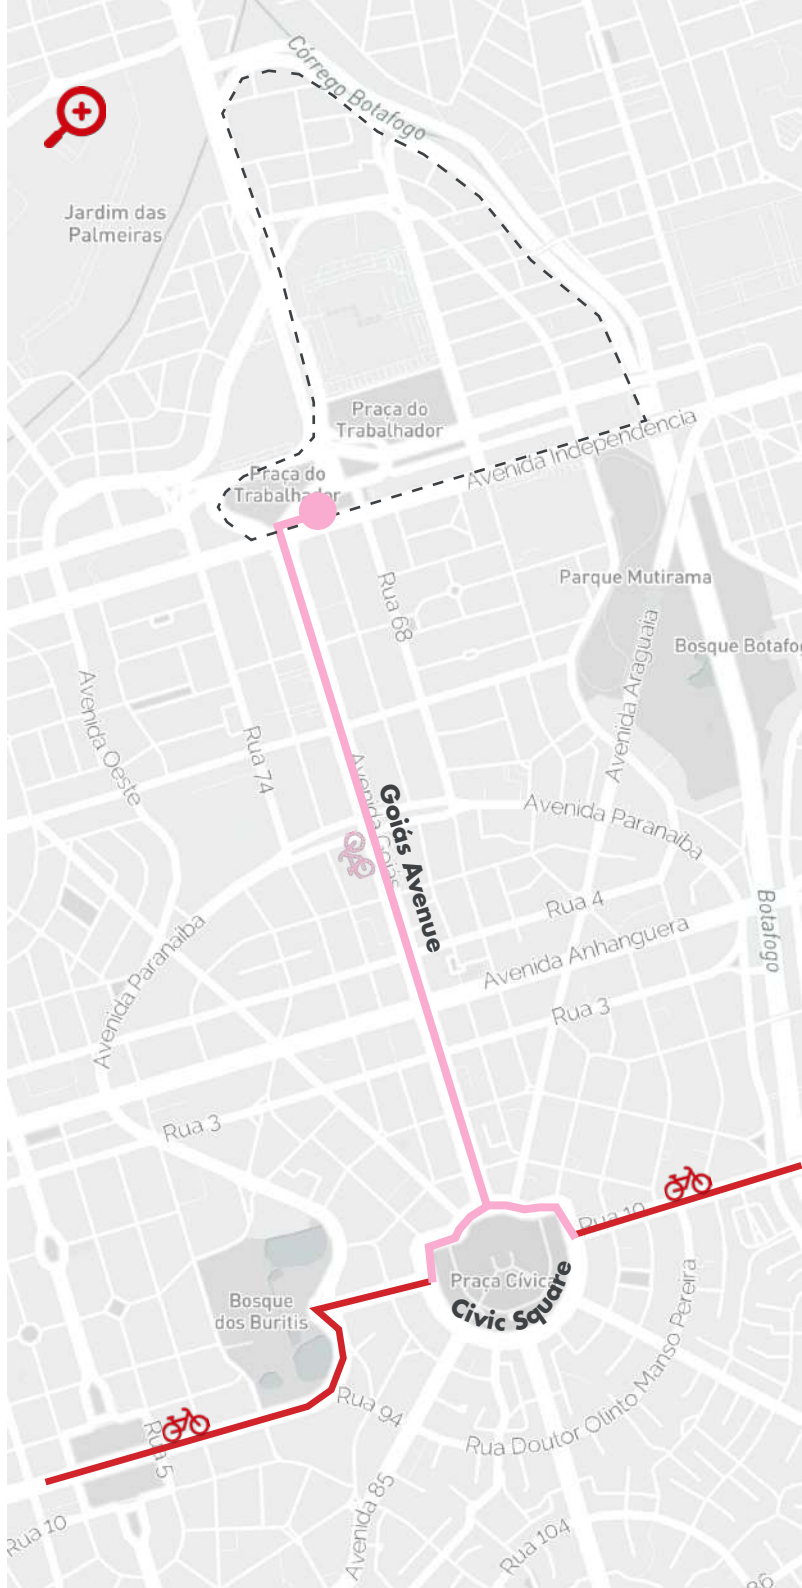 Córrego Botafogo
Jardim das
Palmeiras
Praça do
Trabalhador
Avenida Independência
Praça do
Trabalhador
Parque Mutirama
Rua 68
Avenida Araguaia
Bosque Botafo
Avenida Oeste
Rua 74
Avenida Goiás
Goiás Avenue
Avenida Paranaíba
Rua 4
Botafogo
Avenida Anhanguera
Avenida Paranaíba
Rua 3
Rua 3
Rua 10
Praça Cívica
Civic Square
Bosque
dos Buritis
Rua Doutor Olinto Manso Pereira
Rua 94
Rua 5
Avenida 85
Rua 10
Rua 104
86